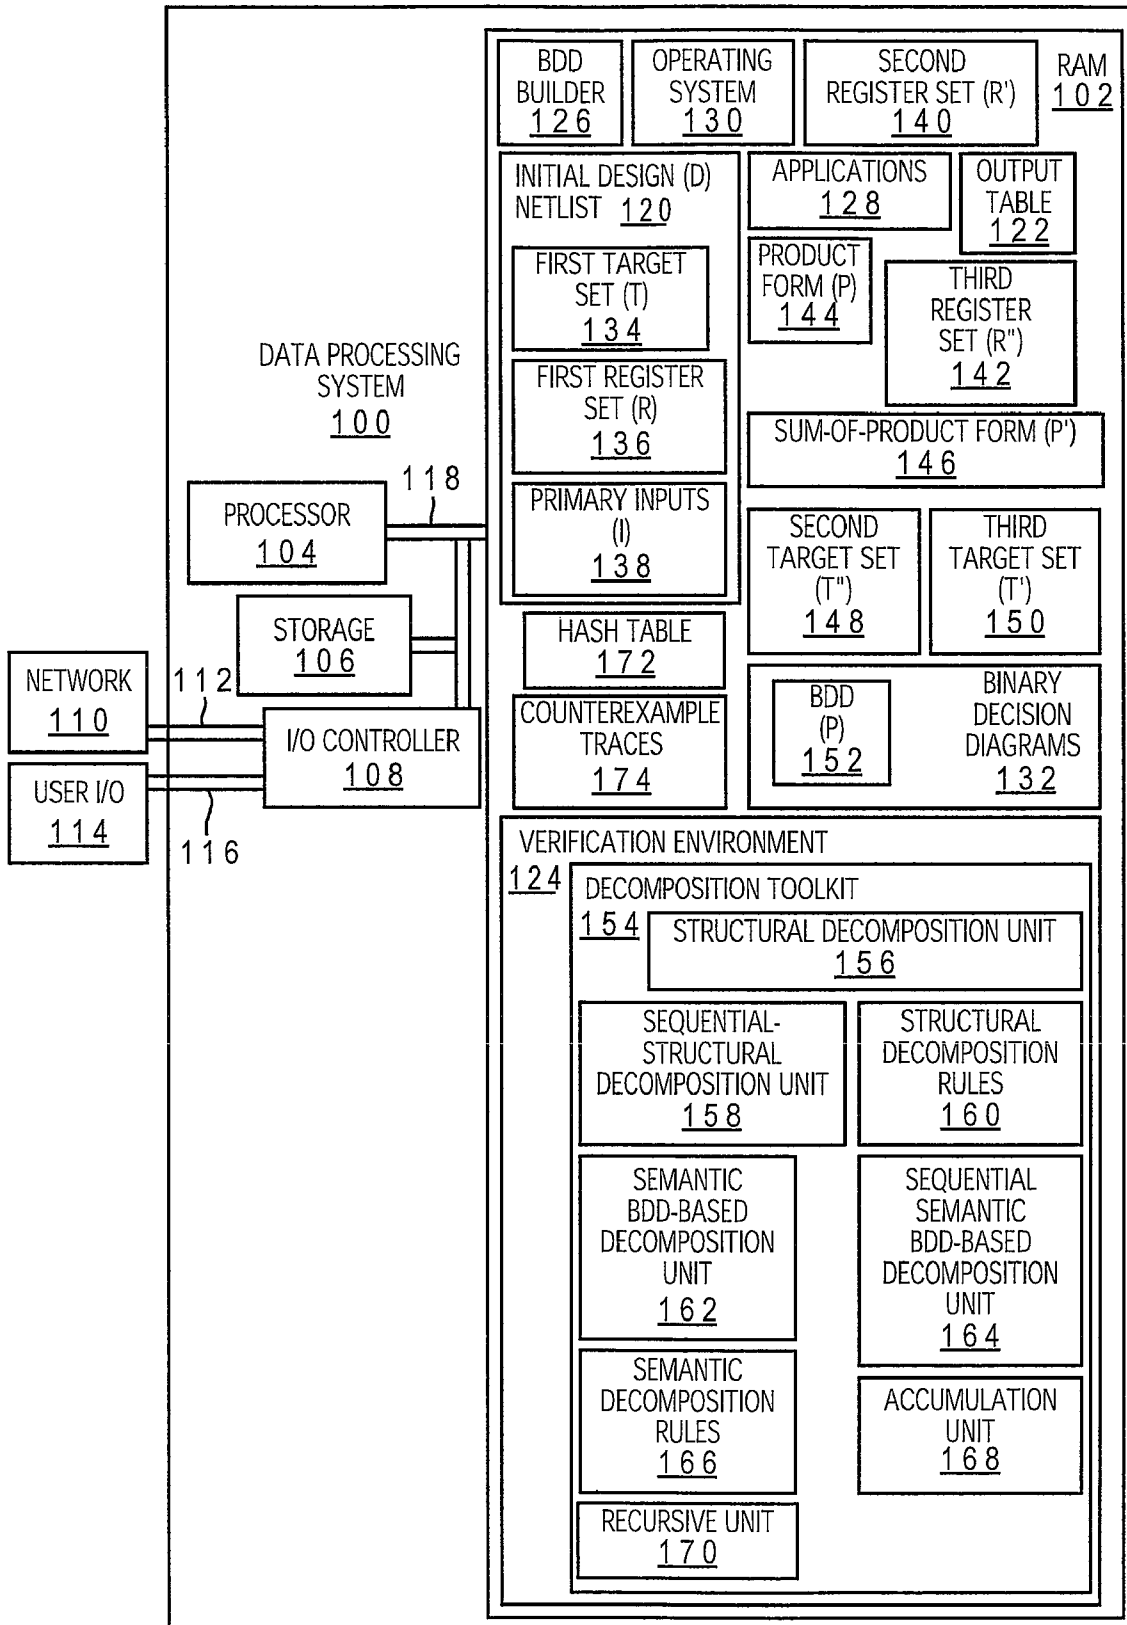 BDD
BUILDER
126
OPERATING
SYSTEM
130
SECOND
REGISTER SET (R')
140
RAM
102
INITIAL DESIGN (D)
NETLIST 120
APPLICATIONS
128
OUTPUT
TABLE
122
FIRST TARGET
SET (T)
134
PRODUCT
FORM (P)
144
THIRD
REGISTER
SET (R")
142
DATA PROCESSING
SYSTEM
100
FIRST REGISTER
SET (R)
136
SUM-OF-PRODUCT FORM (P')
146
118
PROCESSOR
104
PRIMARY INPUTS
(I)
138
SECOND
TARGET SET
(T")
148
THIRD
TARGET SET
(T')
150
STORAGE
106
HASH TABLE
172
NETWORK
110
112
I/O CONTROLLER
108
COUNTEREXAMPLE
TRACES
174
BDD
(P)
152
BINARY
DECISION
DIAGRAMS
132
USER I/O
114
116
VERIFICATION ENVIRONMENT
124
DECOMPOSITION TOOLKIT
154
STRUCTURAL DECOMPOSITION UNIT
156
SEQUENTIAL-
STRUCTURAL
DECOMPOSITION UNIT
158
STRUCTURAL
DECOMPOSITION
RULES
160
SEMANTIC
BDD-BASED
DECOMPOSITION
UNIT
162
SEQUENTIAL
SEMANTIC
BDD-BASED
DECOMPOSITION
UNIT
164
SEMANTIC
DECOMPOSITION
RULES
166
ACCUMULATION
UNIT
168
RECURSIVE UNIT
170